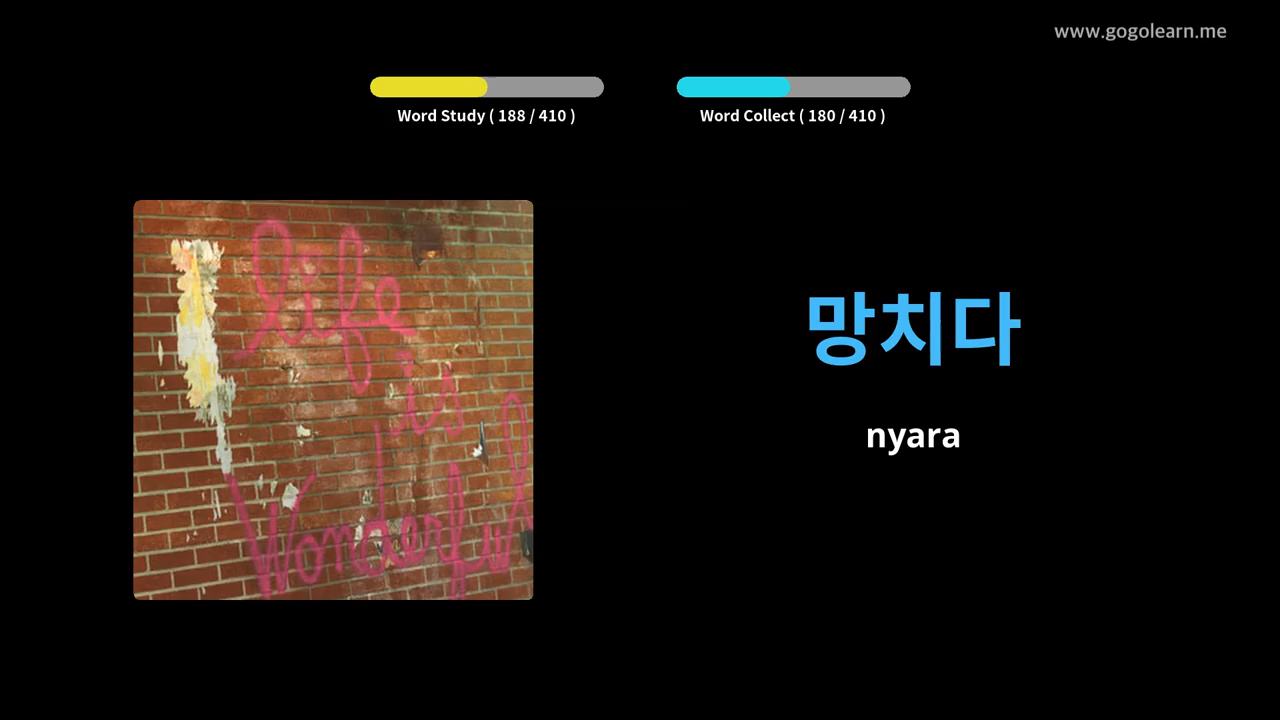 www.gogolearn.me
Word Study ( 188 / 410 )
Word Collect ( 180 / 410 )
life
is
Wonderful
망치다
nyara